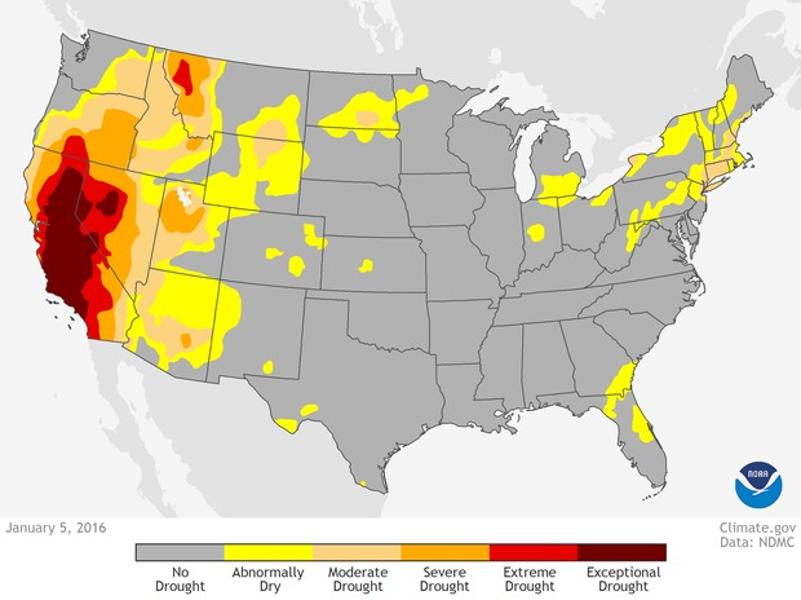 NOAA
January 5, 2016
Climate.gov
Data: NDMC
No
Drought
Abnormally
Dry
Moderate
Drought
Severe
Drought
Extreme
Drought
Exceptional
Drought